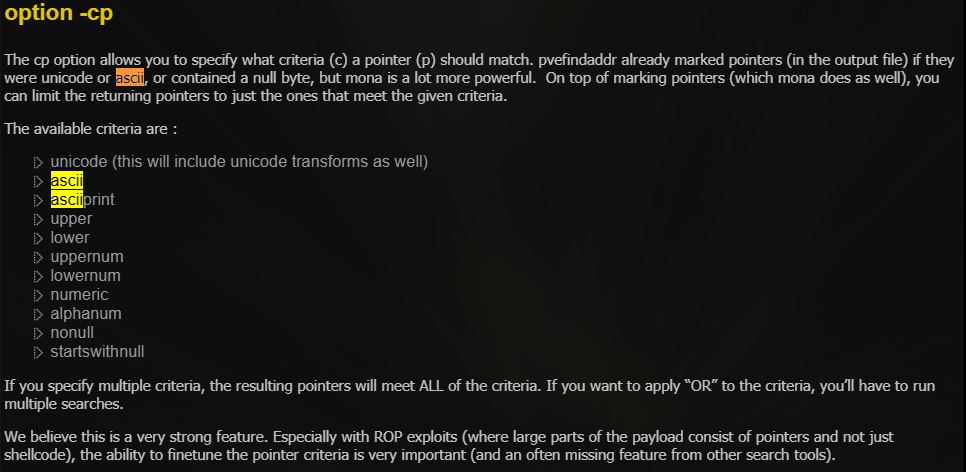 option -cp
The cp option allows you to specify what criteria (c) a pointer (p) should match. pvefindaddr already marked pointers (in the output file) if they
were unicode or ascii, or contained a null byte, but mona is a lot more powerful.  On top of marking pointers (which mona does as well), you
can limit the returning pointers to just the ones that meet the given criteria.
The available criteria are :
unicode (this will include unicode transforms as well)
ascii
asciiprint
upper
lower
uppernum
lowernum
numeric
alphanum
nonull
startswithnull
If you specify multiple criteria, the resulting pointers will meet ALL of the criteria. If you want to apply “OR” to the criteria, you’ll have to run
multiple searches.
We believe this is a very strong feature. Especially with ROP exploits (where large parts of the payload consist of pointers and not just
shellcode), the ability to finetune the pointer criteria is very important (and an often missing feature from other search tools).